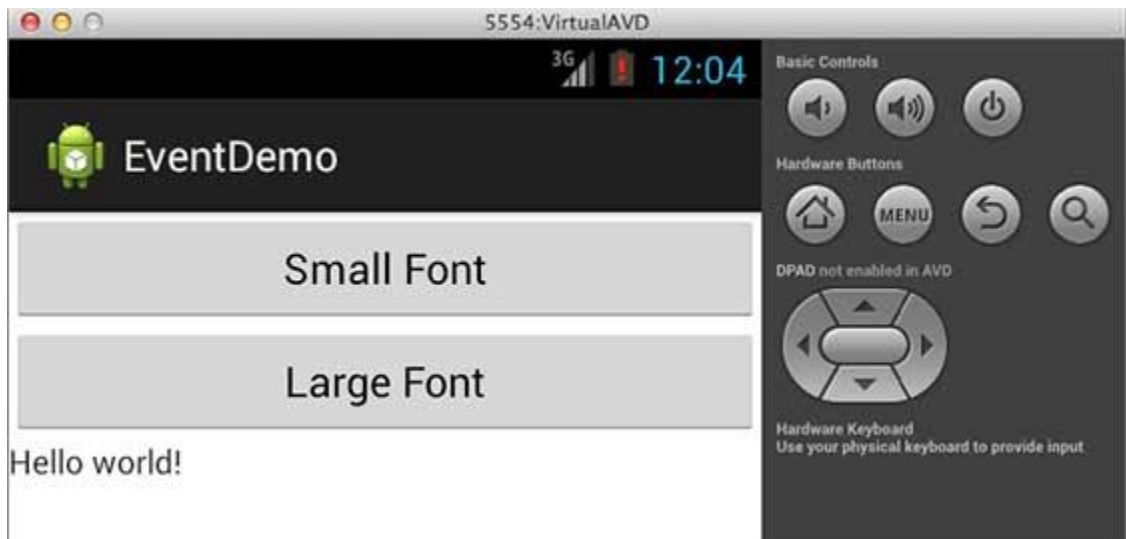 5554:VirtualAVD
3G 12:04
EventDemo
Small Font
Large Font
Hello world!
Basic Controls
Hardware Buttons
MENU
DPAD not enabled in AVD
Hardware Keyboard
Use your physical keyboard to provide input